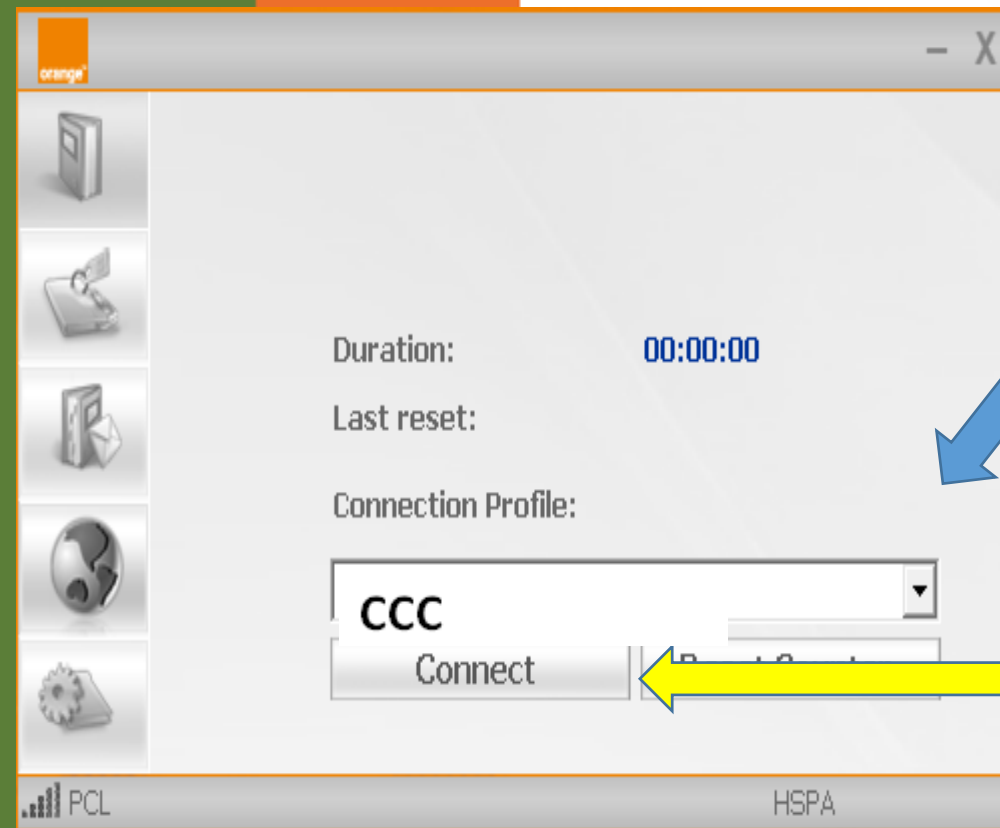 orange
– X
Duration: 00:00:00
Last reset:
Connection Profile:
CCC
Connect
PCL HSPA